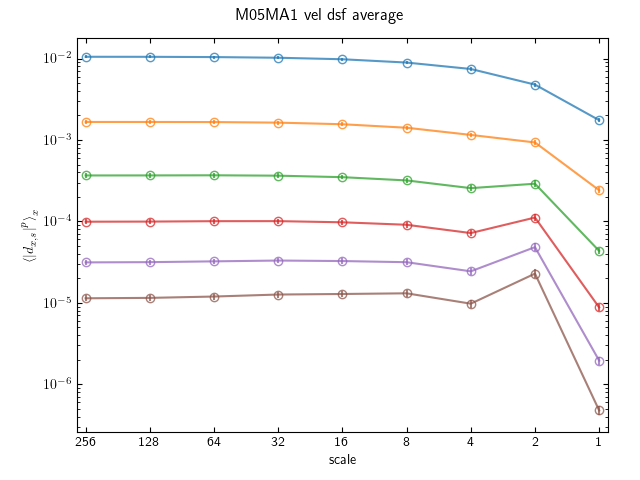 M05MA1 vel dsf average
10⁻²
10⁻³
10⁻⁴
10⁻⁵
10⁻⁶
⟨|d_{x,s}|^p⟩_x
256 128 64 32 16 8 4 2 1
scale